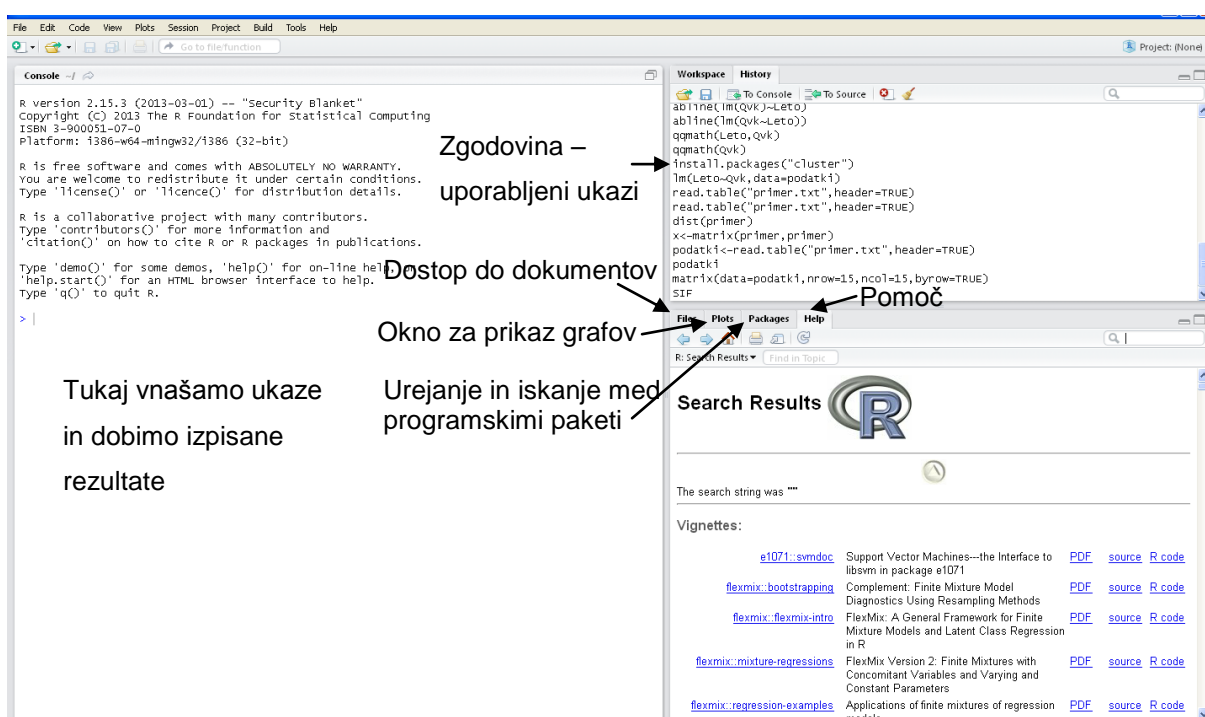 File Edit Code View Plots Session Project Build Tools Help
Go to file/function
Project: (None)
Console ~/
R version 2.15.3 (2013-03-01) -- "Security Blanket"
Copyright (C) 2013 The R Foundation for Statistical Computing
ISBN 3-900051-07-0
Platform: i386-w64-mingw32/i386 (32-bit)
R is free software and comes with ABSOLUTELY NO WARRANTY.
You are welcome to redistribute it under certain conditions.
Type 'license()' or 'licence()' for distribution details.
R is a collaborative project with many contributors.
Type 'contributors()' for more information and
'citation()' on how to cite R or R packages in publications.
Type 'demo()' for some demos, 'help()' for on-line help, or
'help.start()' for an HTML browser interface to help.
Type 'q()' to quit R.
>
Tukaj vnašamo ukaze
in dobimo izpisane
rezultate
Zgodovina –
uporabljeni ukazi
Dostop do dokumentov
Okno za prikaz grafov
Urejanje in iskanje med
programskimi paketi
Pomoč
Workspace History
To Console To Source
abline(lm(Qvk)~Leto)
abline(lm(Qvk~Leto))
qqmath(Leto,Qvk)
qqmath(Qvk)
install.packages("cluster")
lm(Leto~Qvk,data=podatki)
read.table("primer.txt",header=TRUE)
read.table("primer.txt",header=TRUE)
dist(primer)
x<-matrix(primer,primer)
podatki<-read.table("primer.txt",header=TRUE)
podatki
matrix(data=podatki,nrow=15,ncol=15,byrow=TRUE)
SIF
Files Plots Packages Help
R: Search Results Find in Topic
Search Results R
The search string was ""
Vignettes:
e1071::svmdoc Support Vector Machines---the Interface to PDF source R code
libsvm in package e1071
flexmix::bootstrapping Complement: Finite Mixture Model PDF source R code
Diagnostics Using Resampling Methods
flexmix::flexmix-intro FlexMix: A General Framework for Finite PDF source R code
Mixture Models and Latent Class Regression
in R
flexmix::mixture-regressions FlexMix Version 2: Finite Mixtures with PDF source R code
Concomitant Variables and Varying and
Constant Parameters
flexmix::regression-examples Applications of finite mixtures of regression PDF source R code